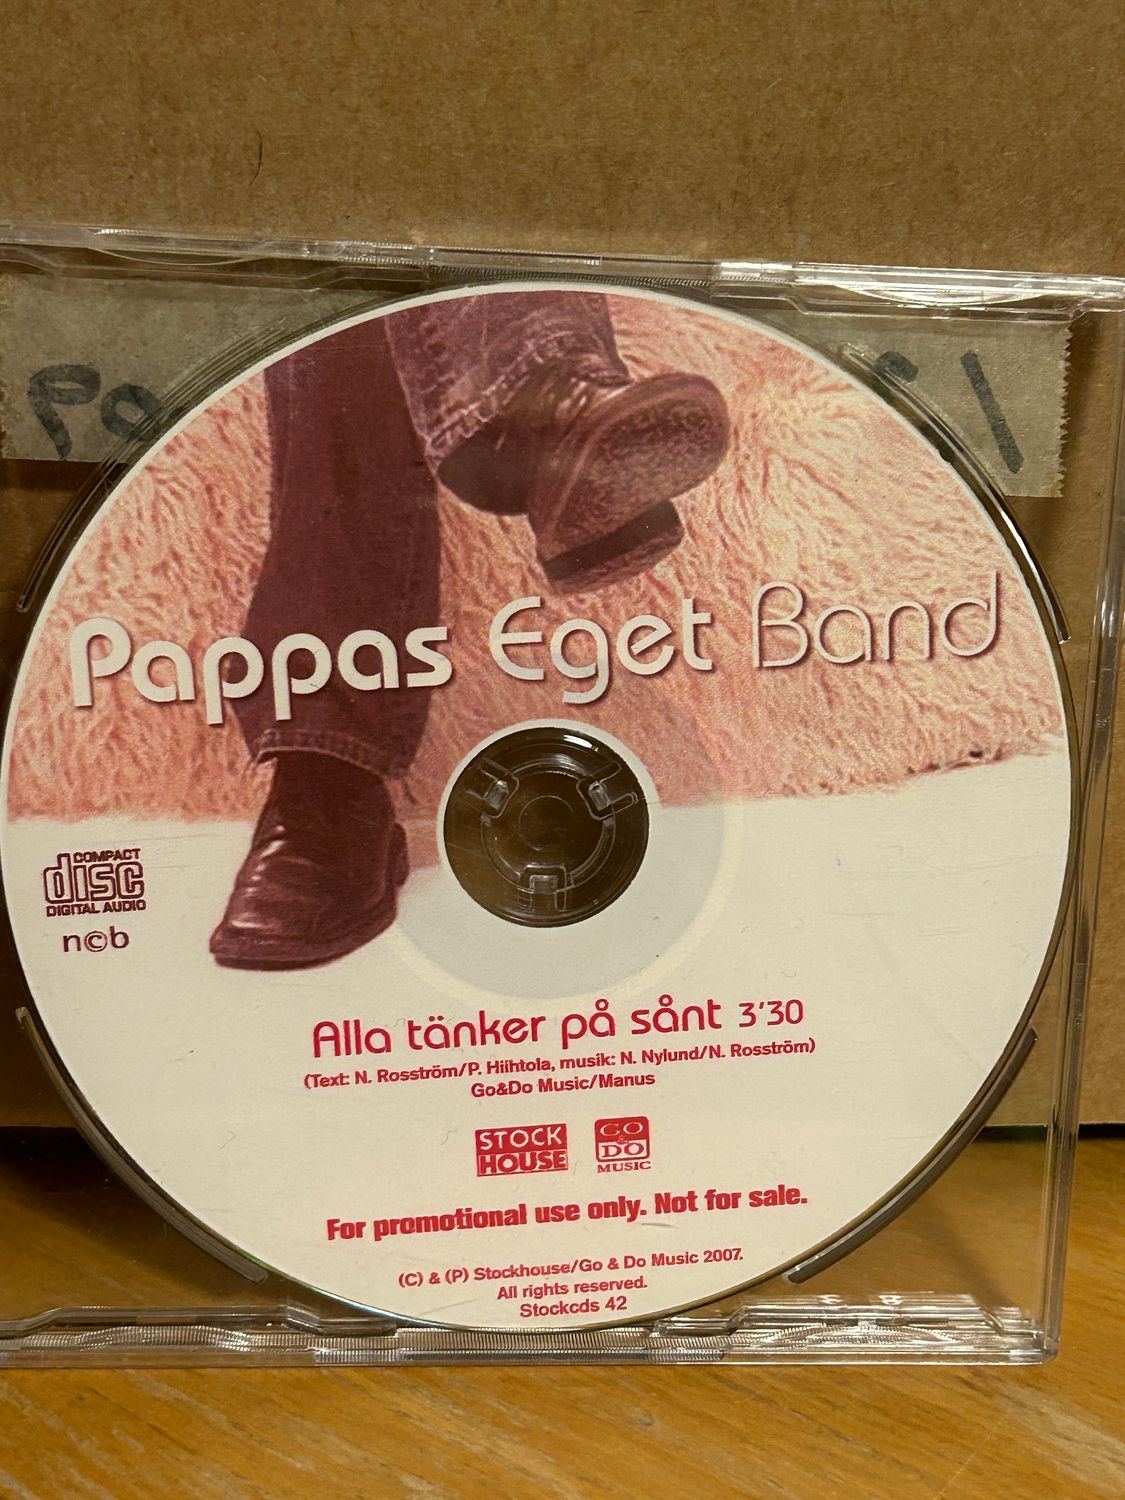 Pappas Eget Band
COMPACT
disc
DIGITAL AUDIO
n©b
Alla tänker på sånt 3'30
(Text: N. Rosström/P. Hiihtola, musik: N. Nylund/N. Rosström)
Go&Do Music/Manus
STOCK
HOUSE
GO
&
DO
MUSIC
For promotional use only. Not for sale.
(C) & (P) Stockhouse/Go & Do Music 2007.
All rights reserved.
Stockcds 42